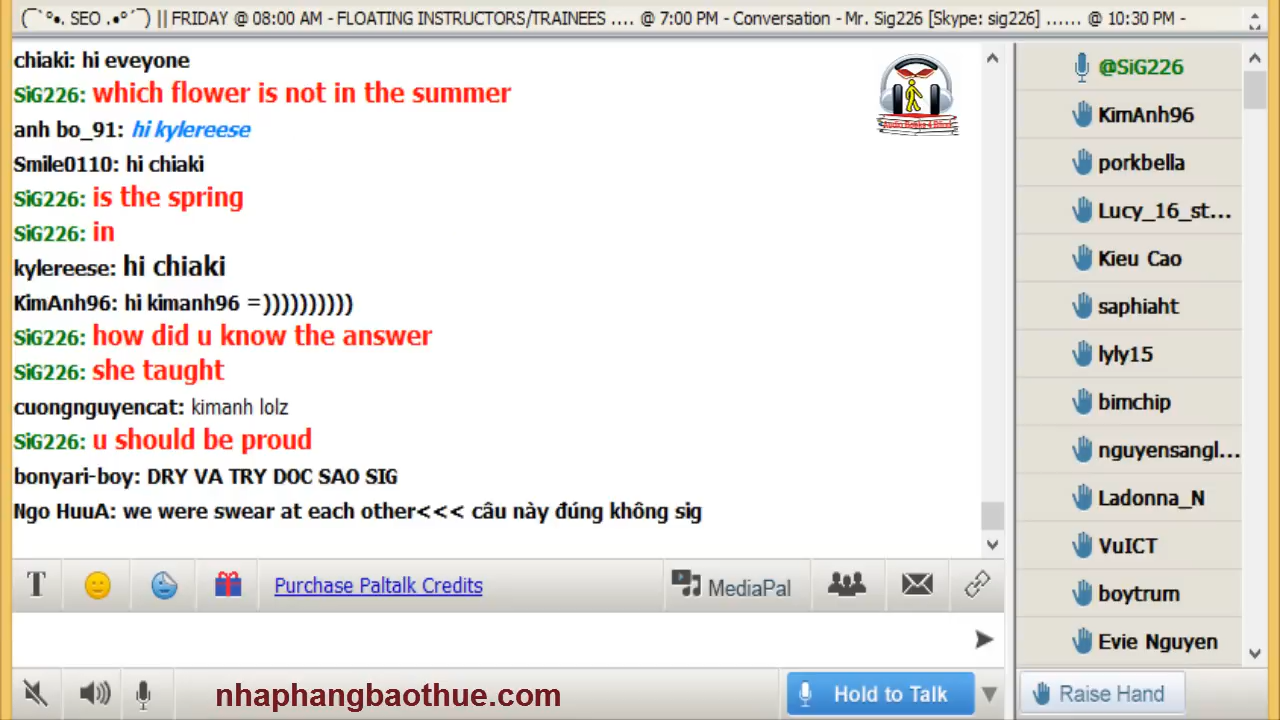 (¯`°•. SEO .•°´¯) || FRIDAY @ 08:00 AM - FLOATING INSTRUCTORS/TRAINEES .... @ 7:00 PM - Conversation - Mr. Sig226 [Skype: sig226] ...... @ 10:30 PM -
chiaki: hi eveyone
SiG226: which flower is not in the summer
anh bo_91: hi kylereese
Smile0110: hi chiaki
SiG226: is the spring
SiG226: in
kylereese: hi chiaki
KimAnh96: hi kimanh96 =))))))))))
SiG226: how did u know the answer
SiG226: she taught
cuongnguyencat: kimanh lolz
SiG226: u should be proud
bonyari-boy: DRY VA TRY DOC SAO SIG
Ngo HuuA: we were swear at each other<<< câu này đúng không sig
@SiG226
KimAnh96
porkbella
Lucy_16_st...
Kieu Cao
saphiaht
lyly15
bimchip
nguyensangl...
Ladonna_N
VuICT
boytrum
Evie Nguyen
T
Purchase Paltalk Credits
MediaPal
nhaphangbaothue.com
Hold to Talk
Raise Hand